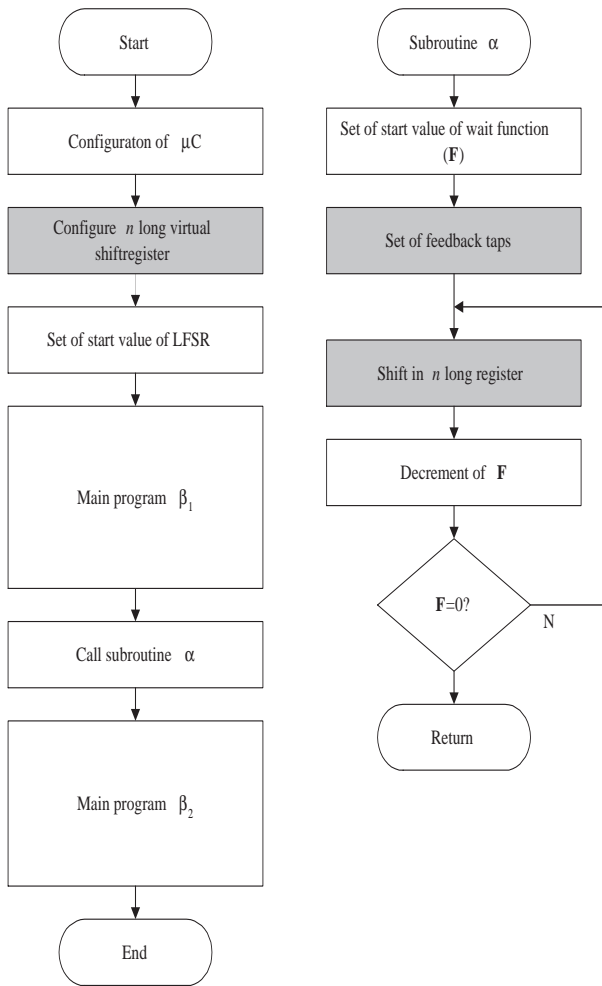 Start
Configuraton of μC
Configure n long virtual
shiftregister
Set of start value of LFSR
Main program β1
Call subroutine α
Main program β2
End
Subroutine α
Set of start value of wait function
(F)
Set of feedback taps
Shift in n long register
Decrement of F
F=0?
N
Return